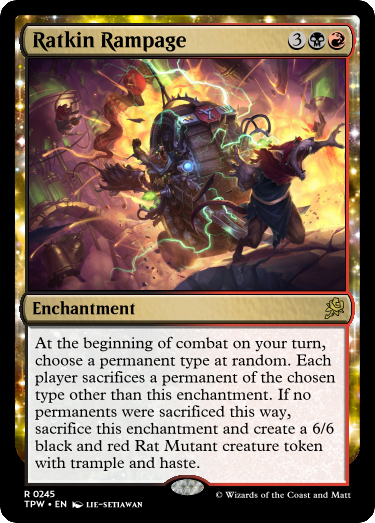 Ratkin Rampage 3
Enchantment
At the beginning of combat on your turn,
choose a permanent type at random. Each
player sacrifices a permanent of the chosen
type other than this enchantment. If no
permanents were sacrificed this way,
sacrifice this enchantment and create a 6/6
black and red Rat Mutant creature token
with trample and haste.
R 0245
TPW • EN LIE-SETIAWAN
© Wizards of the Coast and Matt